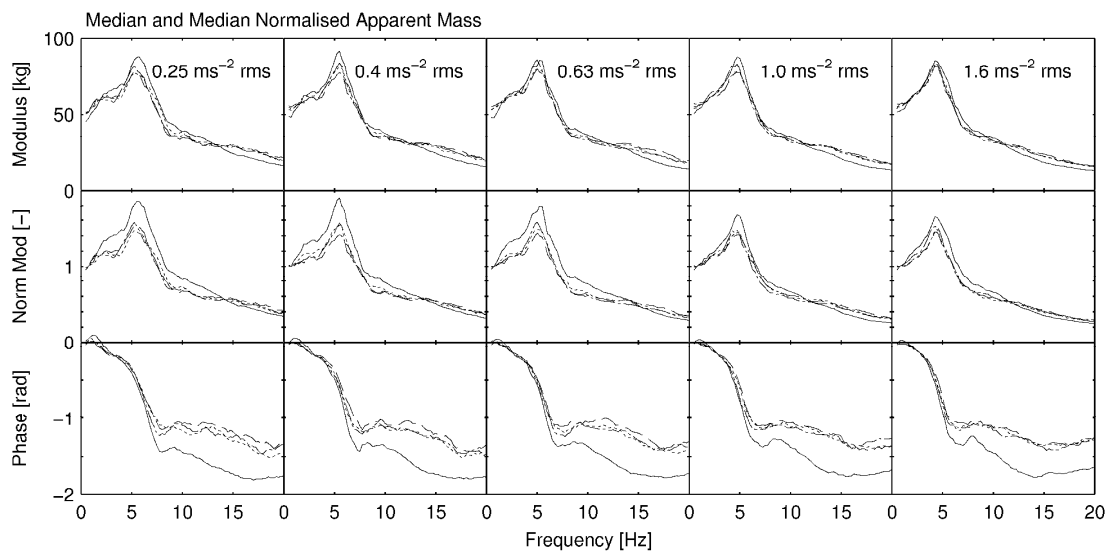 Median and Median Normalised Apparent Mass
Modulus [kg]
100
50
0
0.25 ms⁻² rms
0.4 ms⁻² rms
0.63 ms⁻² rms
1.0 ms⁻² rms
1.6 ms⁻² rms
Norm Mod [–]
1
Phase [rad]
0
−1
−2
0 5 10 15 0 5 10 15 0 5 10 15 0 5 10 15 0 5 10 15 20
Frequency [Hz]